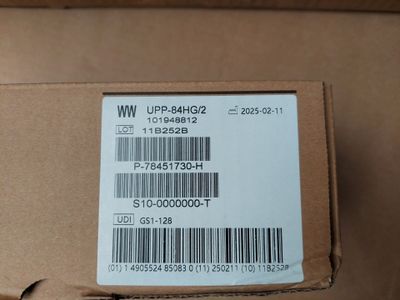 WW UPP-84HG/2 2025-02-11
101948812
LOT 11B252B
P-78451730-H
S10-0000000-T
UDI GS1-128
(01) 1 4905524 85083 0 (11) 250211 (10) 11B252B